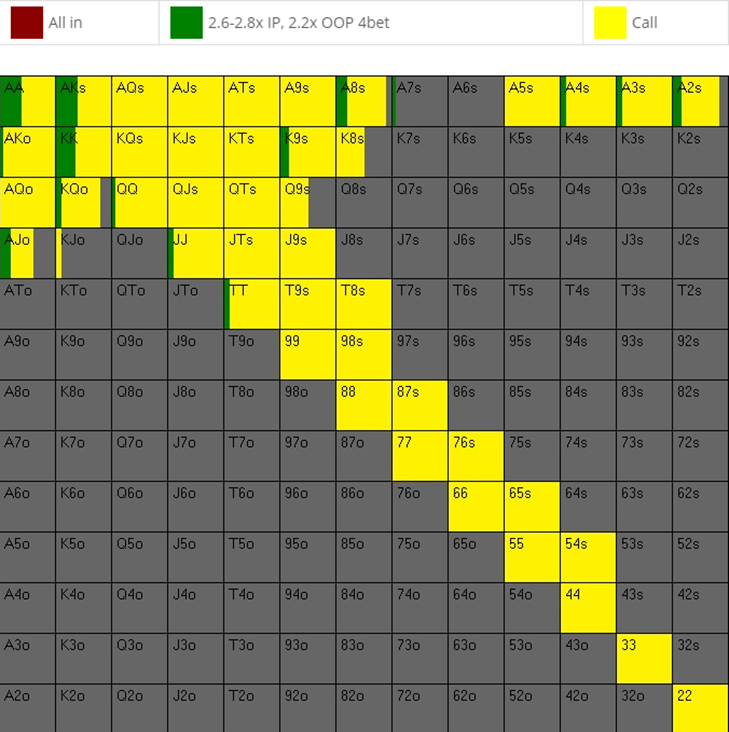 All in 2.6-2.8x IP, 2.2x OOP 4bet Call
AA AKs AQs AJs ATs A9s A8s A7s A6s A5s A4s A3s A2s
AKo KK KQs KJs KTs K9s K8s K7s K6s K5s K4s K3s K2s
AQo KQo QQ QJs QTs Q9s Q8s Q7s Q6s Q5s Q4s Q3s Q2s
AJo KJo QJo JJ JTs J9s J8s J7s J6s J5s J4s J3s J2s
ATo KTo QTo JTo TT T9s T8s T7s T6s T5s T4s T3s T2s
A9o K9o Q9o J9o T9o 99 98s 97s 96s 95s 94s 93s 92s
A8o K8o Q8o J8o T8o 98o 88 87s 86s 85s 84s 83s 82s
A7o K7o Q7o J7o T7o 97o 87o 77 76s 75s 74s 73s 72s
A6o K6o Q6o J6o T6o 96o 86o 76o 66 65s 64s 63s 62s
A5o K5o Q5o J5o T5o 95o 85o 75o 65o 55 54s 53s 52s
A4o K4o Q4o J4o T4o 94o 84o 74o 64o 54o 44 43s 42s
A3o K3o Q3o J3o T3o 93o 83o 73o 63o 53o 43o 33 32s
A2o K2o Q2o J2o T2o 92o 82o 72o 62o 52o 42o 32o 22